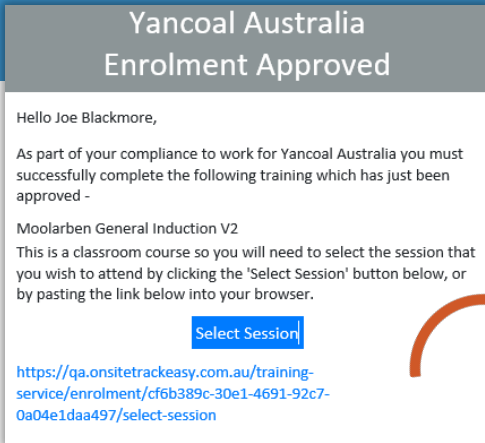 Yancoal Australia
Enrolment Approved
Hello Joe Blackmore,
As part of your compliance to work for Yancoal Australia you must
successfully complete the following training which has just been
approved -
Moolarben General Induction V2
This is a classroom course so you will need to select the session that
you wish to attend by clicking the 'Select Session' button below, or
by pasting the link below into your browser.
Select Session
https://qa.onsitetrackeasy.com.au/training-
service/enrolment/cf6b389c-30e1-4691-92c7-
0a04e1daa497/select-session